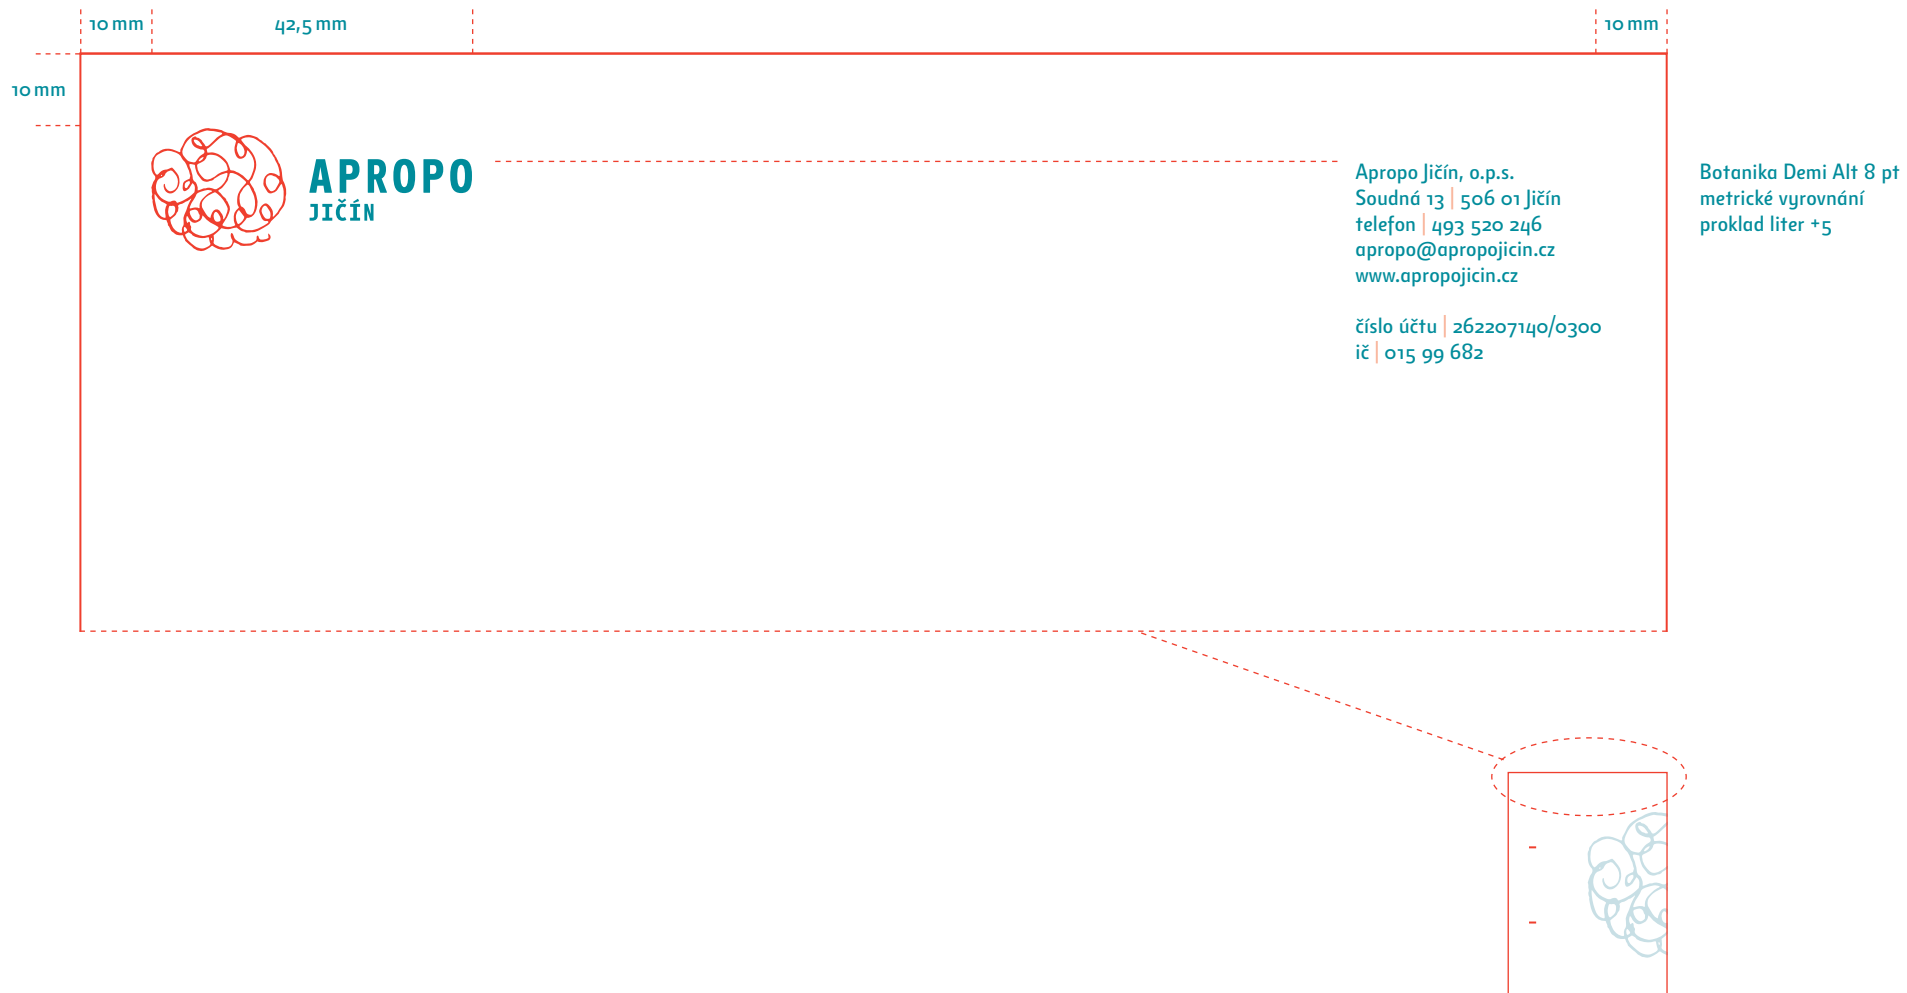 10 mm
42,5 mm
10 mm
10 mm
APROPO
JIČÍN
Apropo Jičín, o.p.s.
Soudná 13 | 506 01 Jičín
telefon | 493 520 246
apropo@apropojicin.cz
www.apropojicin.cz
číslo účtu | 262207140/0300
ič | 015 99 682
Botanika Demi Alt 8 pt
metrické vyrovnání
proklad liter +5